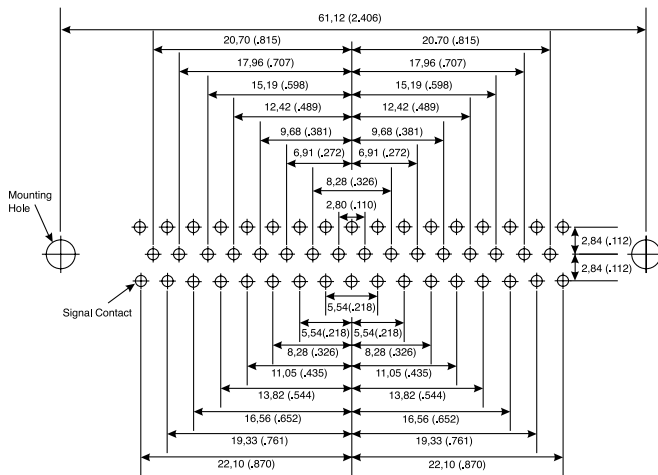 61,12 (2.406)
20,70 (.815) 20.70 (.815)
17,96 (.707) 17,96 (.707)
15,19 (.598) 15,19 (.598)
12,42 (.489) 12,42 (.489)
9,68 (.381) 9,68 (.381)
6,91 (.272) 6,91 (.272)
8,28 (.326)
2,80 (.110)
Mounting
Hole
2,84 (.112)
2,84 (.112)
Signal Contact
5,54(.218)
5,54(.218) 5,54(.218)
8,28 (.326) 8,28 (.326)
11,05 (.435) 11,05 (.435)
13,82 (.544) 13,82 (.544)
16,56 (.652) 16,56 (.652)
19,33 (.761) 19,33 (.761)
22,10 (.870) 22,10 (.870)